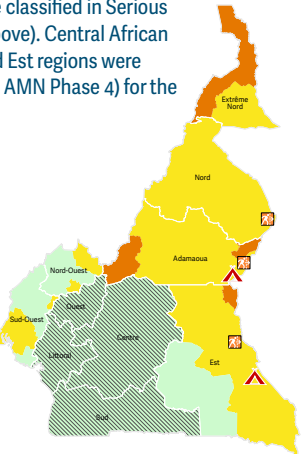 e classified in Serious
ove). Central African
d Est regions were
AMN Phase 4) for the
Extrême
Nord
Nord
Adamaoua
Nord-Ouest
Ouest
Sud-Ouest
Centre
Littoral
Est
Sud